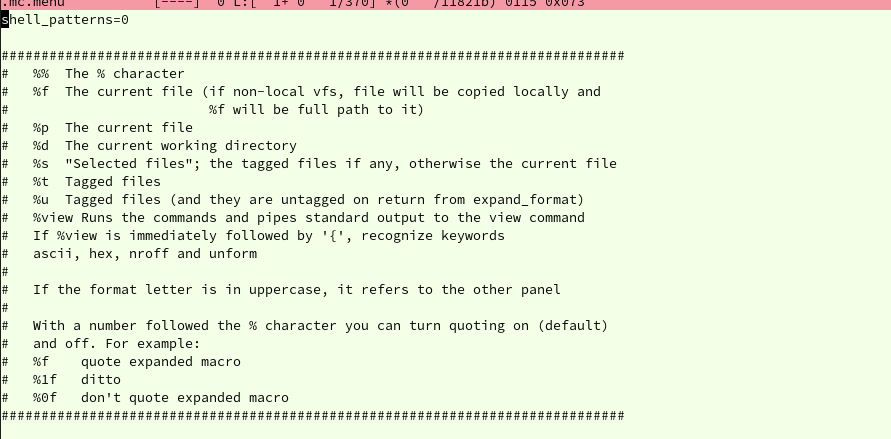 .mc.menu [----] 0 L:[ 1+ 0 1/370] *(0 /11821b) 0115 0x073
shell_patterns=0
###############################################################################
# %% The % character
# %f The current file (if non-local vfs, file will be copied locally and
# %f will be full path to it)
# %p The current file
# %d The current working directory
# %s "Selected files"; the tagged files if any, otherwise the current file
# %t Tagged files
# %u Tagged files (and they are untagged on return from expand_format)
# %view Runs the commands and pipes standard output to the view command
# If %view is immediately followed by '{', recognize keywords
# ascii, hex, nroff and unform
#
# If the format letter is in uppercase, it refers to the other panel
#
# With a number followed the % character you can turn quoting on (default)
# and off. For example:
# %f quote expanded macro
# %1f ditto
# %0f don't quote expanded macro
###############################################################################